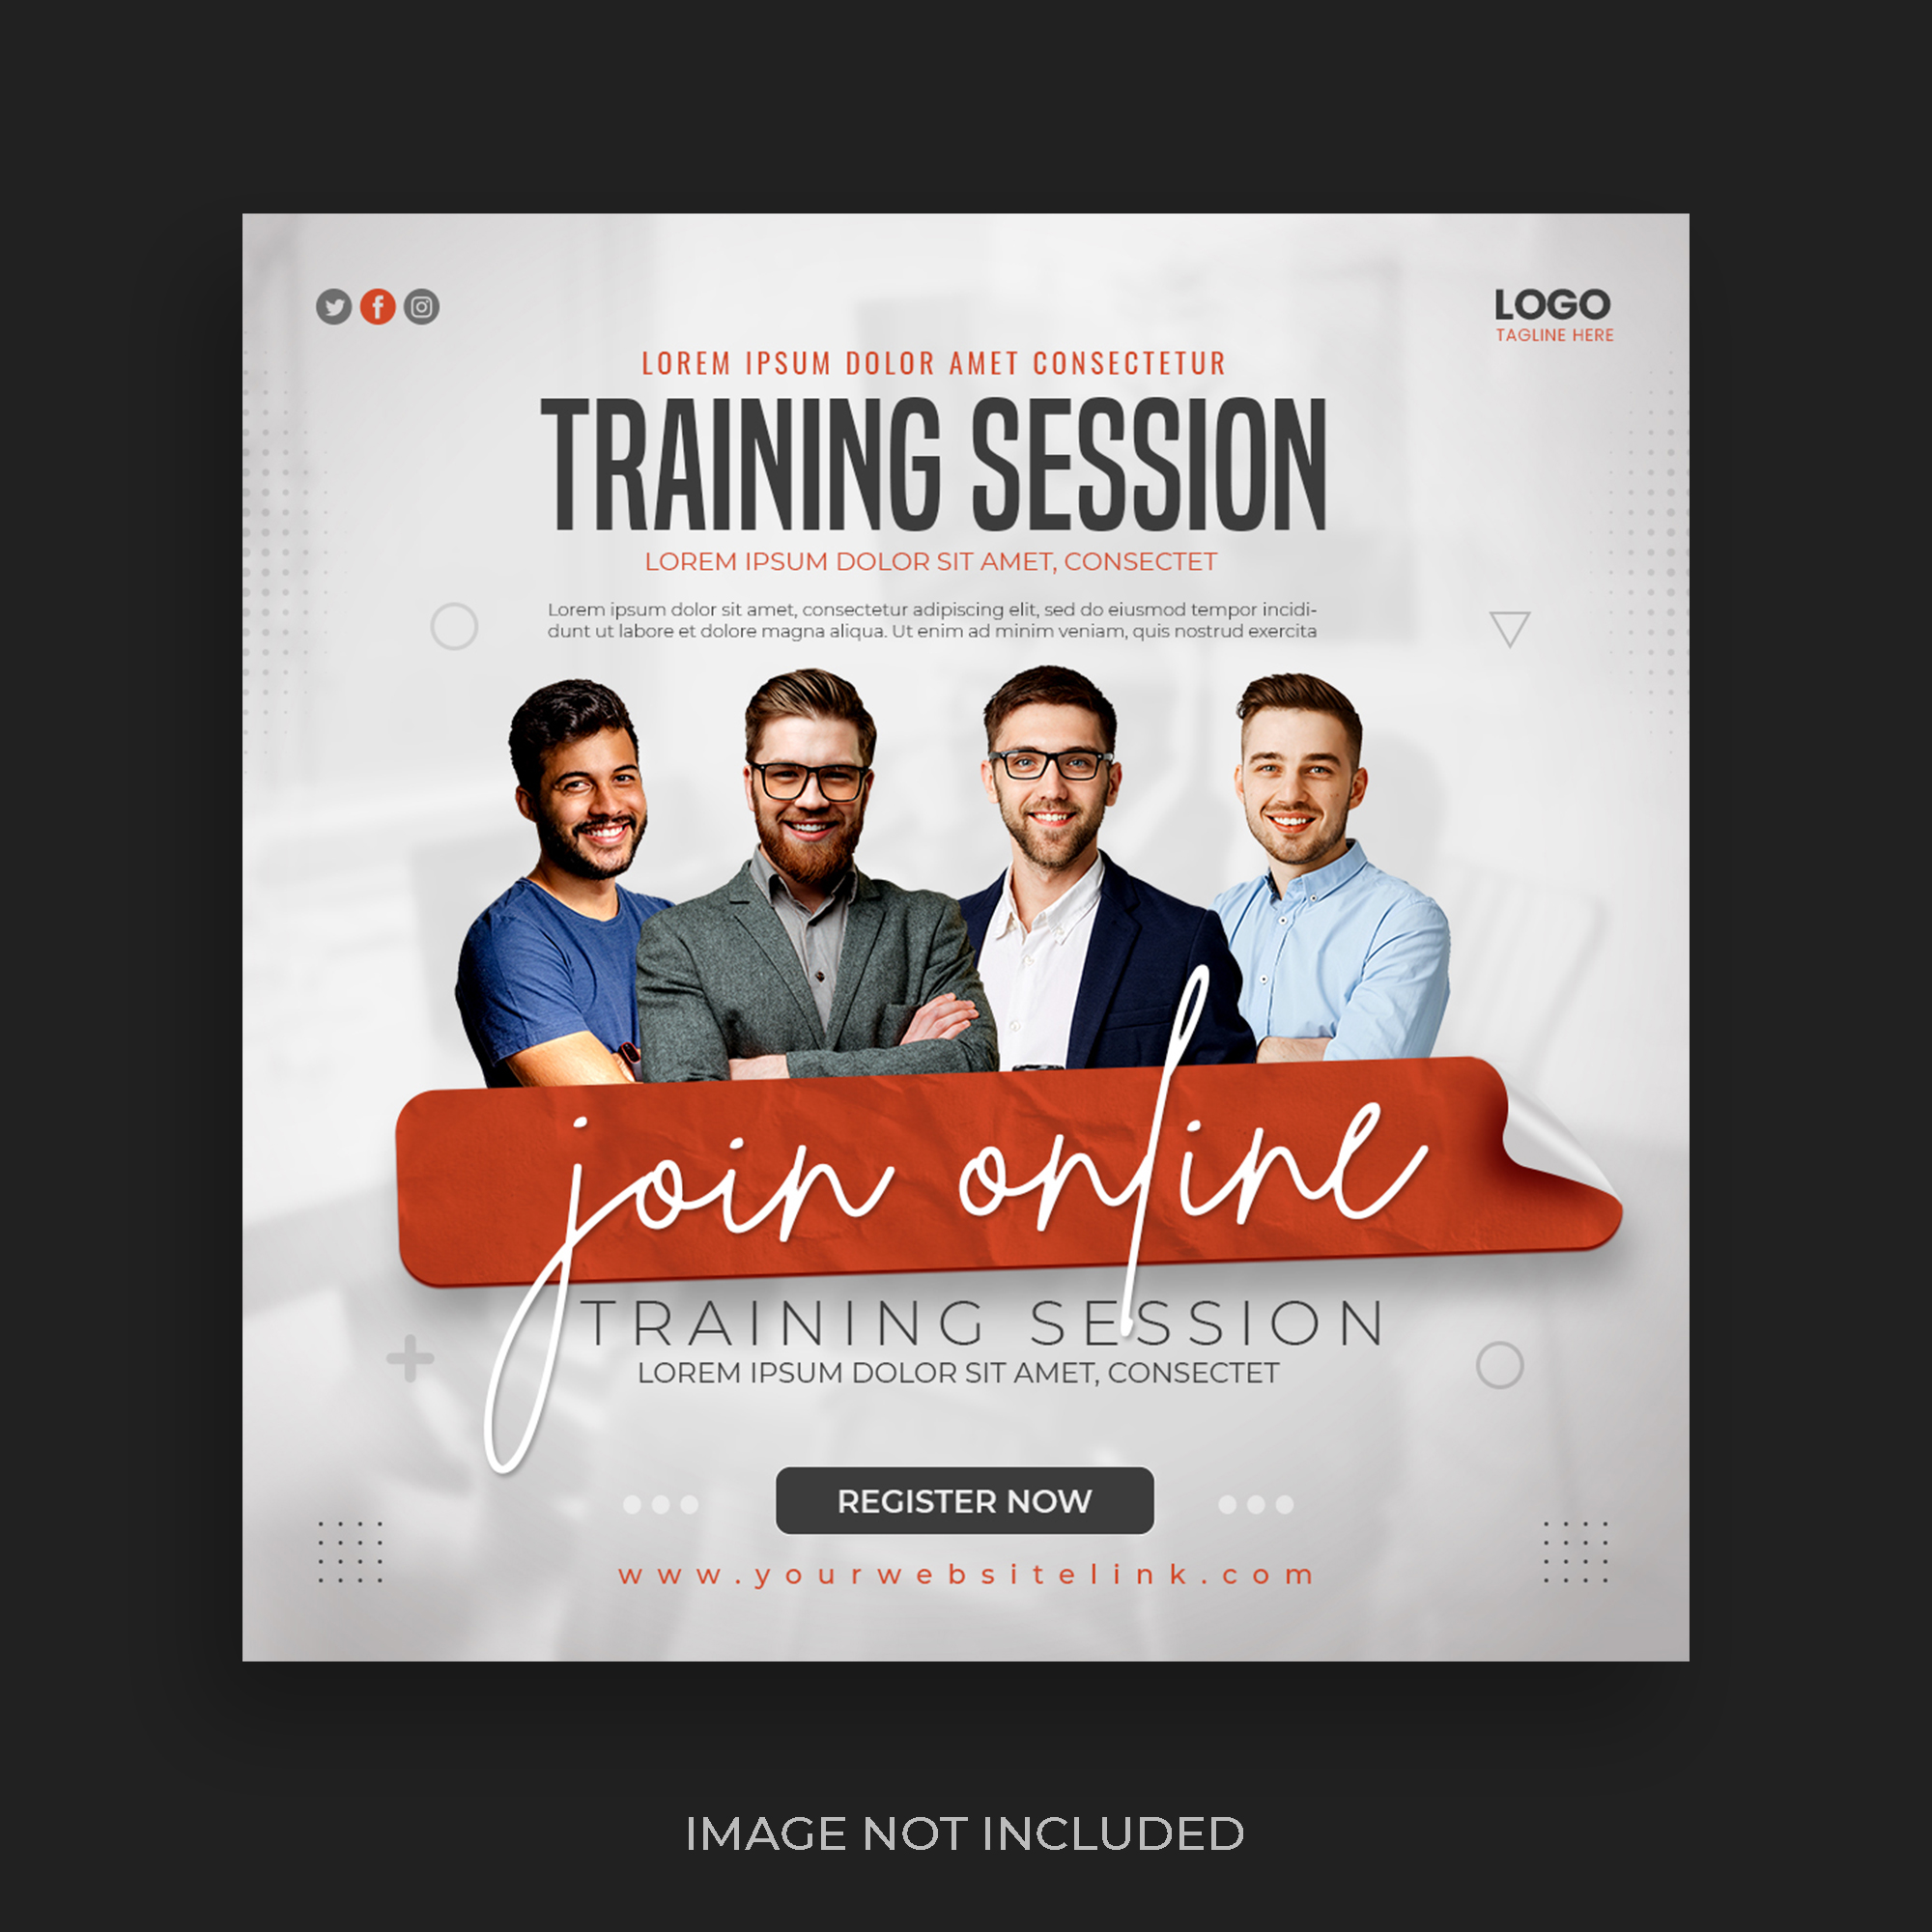 LOGO
TAGLINE HERE
LOREM IPSUM DOLOR AMET CONSECTETUR
TRAINING SESSION
LOREM IPSUM DOLOR SIT AMET, CONSECTET
Lorem ipsum dolor sit amet, consectetur adipiscing elit, sed do eiusmod tempor incidi-
dunt ut labore et dolore magna aliqua. Ut enim ad minim veniam, quis nostrud exercita
join online
TRAINING SESSION
LOREM IPSUM DOLOR SIT AMET, CONSECTET
REGISTER NOW
www.yourwebsitelink.com
IMAGE NOT INCLUDED